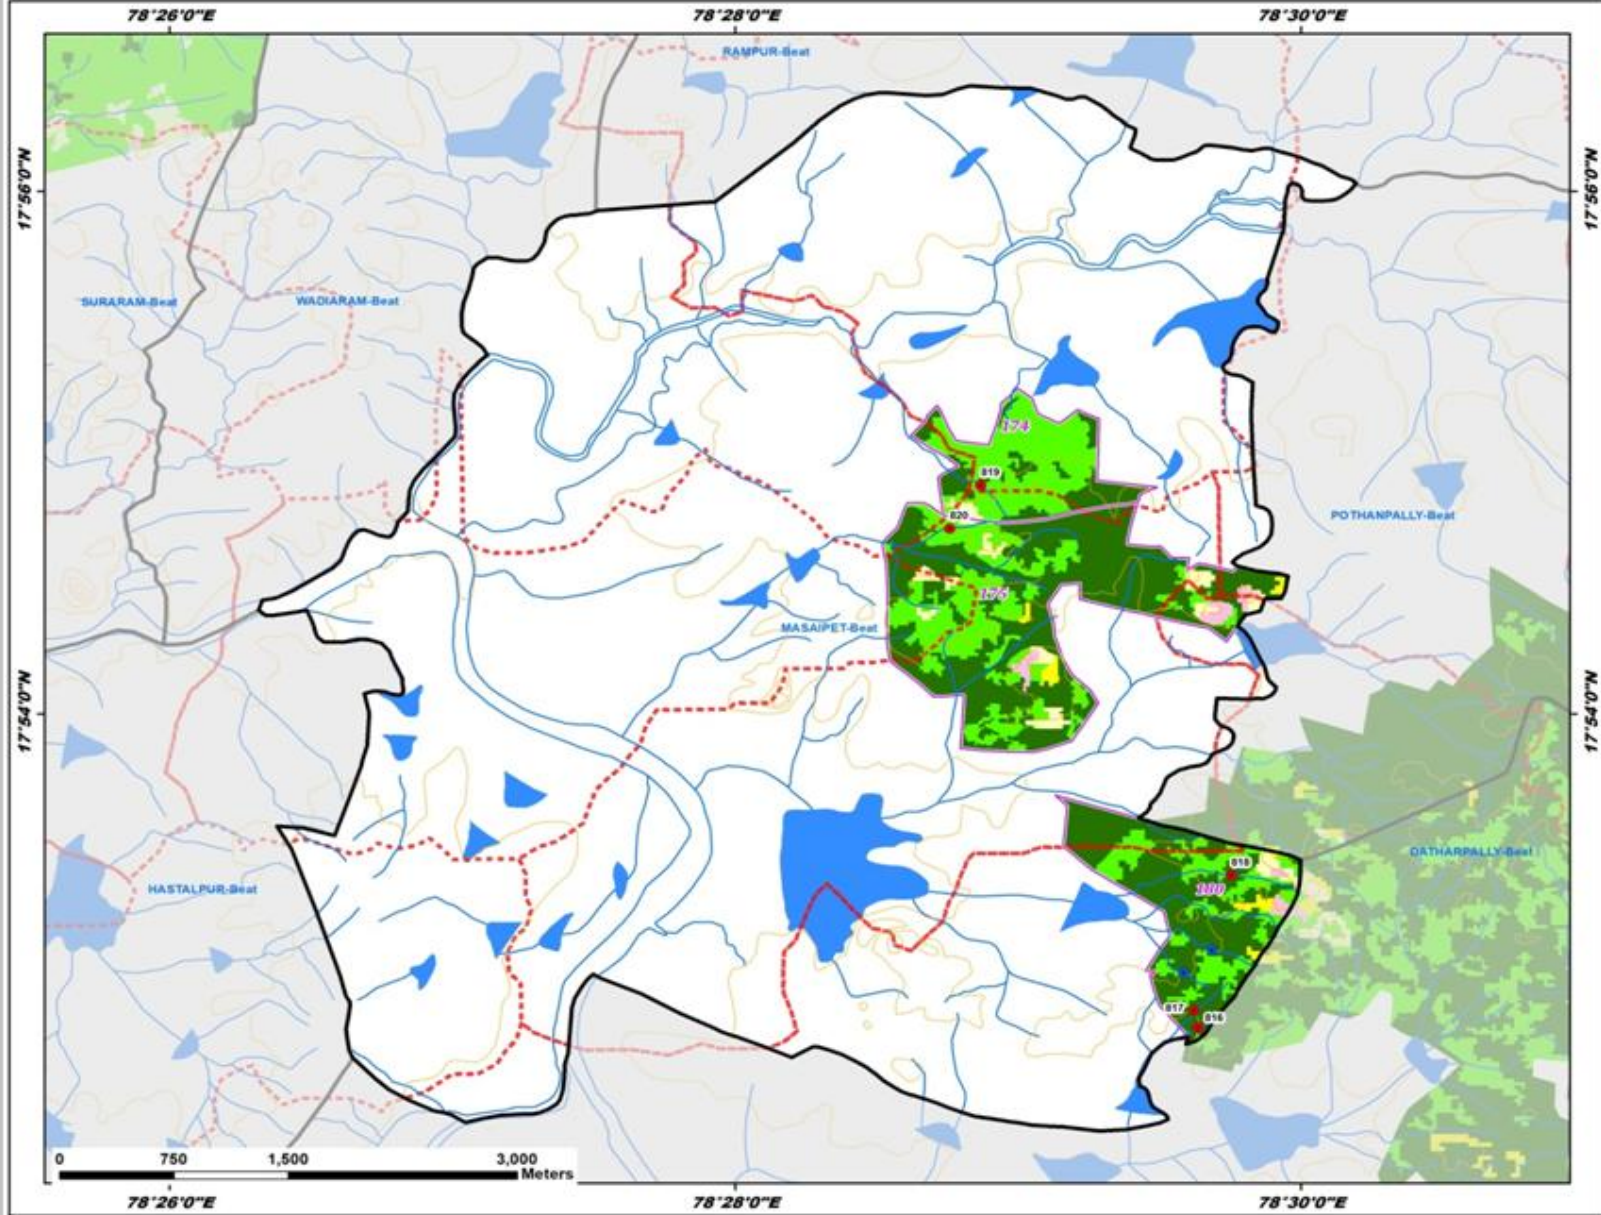 78°26'0"E
78°28'0"E
78°30'0"E
RAMPUR-Beat
17°56'0"N
17°56'0"N
SURARAM-Beat
WADIARAM-Beat
174
819
820
POTHANPALLY-Beat
175
MASAIPET-Beat
17°54'0"N
17°54'0"N
DATHARPALLY-Beat
818
HASTALPUR-Beat
180
817
816
0
750
1,500
3,000
Meters
78°26'0"E
78°28'0"E
78°30'0"E